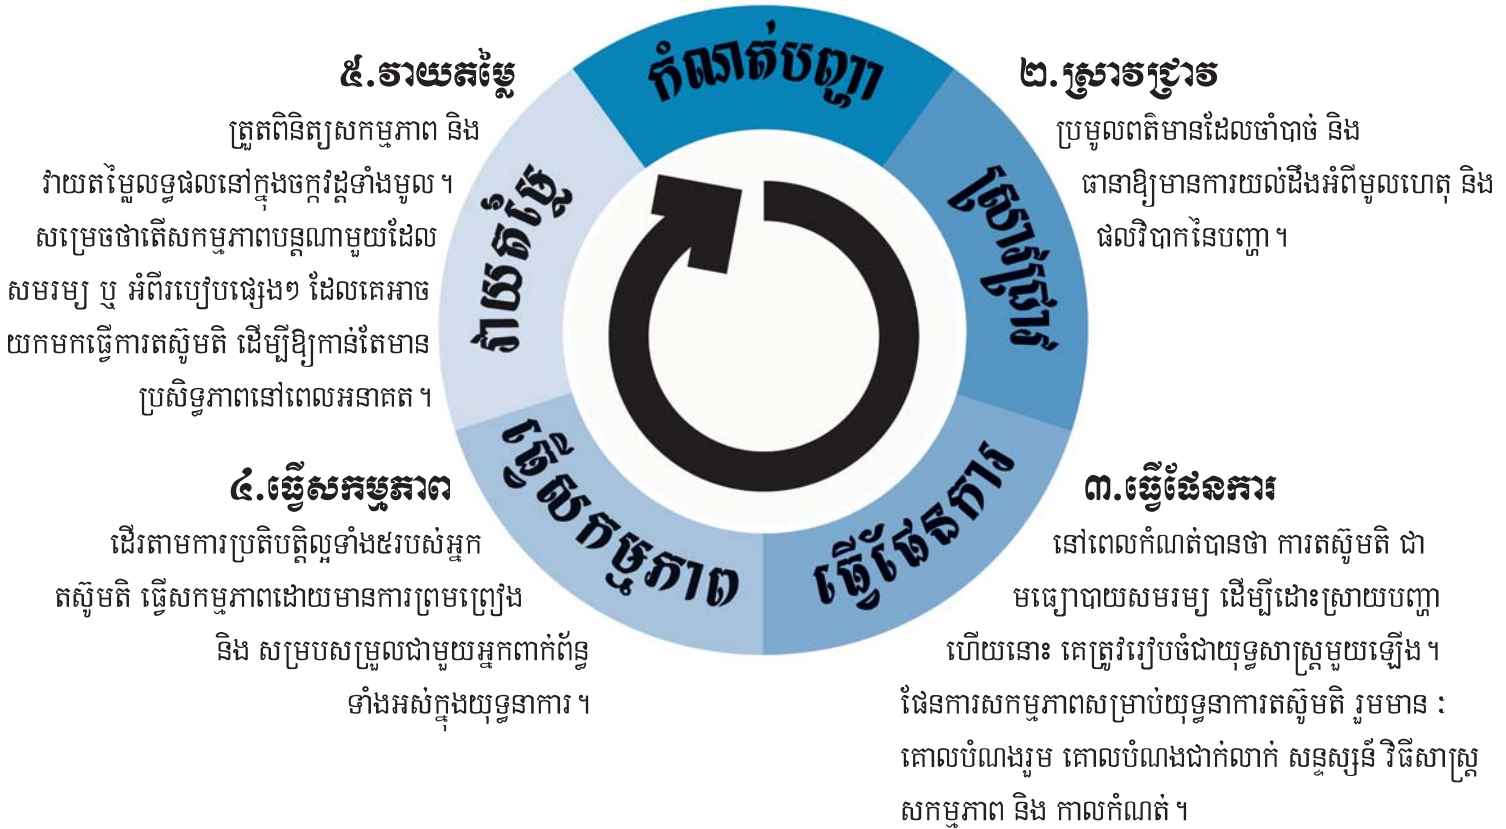 កំណត់បញ្ហា
ស្រាវជ្រាវ
ធ្វើផែនការ
ធ្វើសកម្មភាព
វាយតម្លៃ
២.ស្រាវជ្រាវ
ប្រមូលពត៌មានដែលចាំបាច់ និង
ធានាឱ្យមានការយល់ដឹងអំពីមូលហេតុ និង
ផលវិបាកនៃបញ្ហា។
៣.ធ្វើផែនការ
នៅពេលកំណត់បានថា ការតស៊ូមតិ ជា
មធ្យោបាយសមរម្យ ដើម្បីដោះស្រាយបញ្ហា
ហើយនោះ គេត្រូវរៀបចំជាយុទ្ធសាស្ត្រមួយឡើង។
ផែនការសកម្មភាពសម្រាប់យុទ្ធនាការតស៊ូមតិ រួមមាន ៖
គោលបំណងរួម គោលបំណងជាក់លាក់ សន្ទស្សន៍ វិធីសាស្ត្រ
សកម្មភាព និង កាលកំណត់។
៤.ធ្វើសកម្មភាព
ដើរតាមការប្រតិបត្តិល្អទាំង៥របស់អ្នក
តស៊ូមតិ ធ្វើសកម្មភាពដោយមានការព្រមព្រៀង
និង សម្របសម្រួលជាមួយអ្នកពាក់ព័ន្ធ
ទាំងអស់ក្នុងយុទ្ធនាការ។
៥.វាយតម្លៃ
ត្រួតពិនិត្យសកម្មភាព និង
វាយតម្លៃលទ្ធផលនៅក្នុងចក្កវដ្តទាំងមូល។
សម្រេចថាតើសកម្មភាពបន្តណាមួយដែល
សមរម្យ ឬ អំពីរបៀបផ្សេងៗ ដែលគេអាច
យកមកធ្វើការតស៊ូមតិ ដើម្បីឱ្យកាន់តែមាន
ប្រសិទ្ធភាពនៅពេលអនាគត។